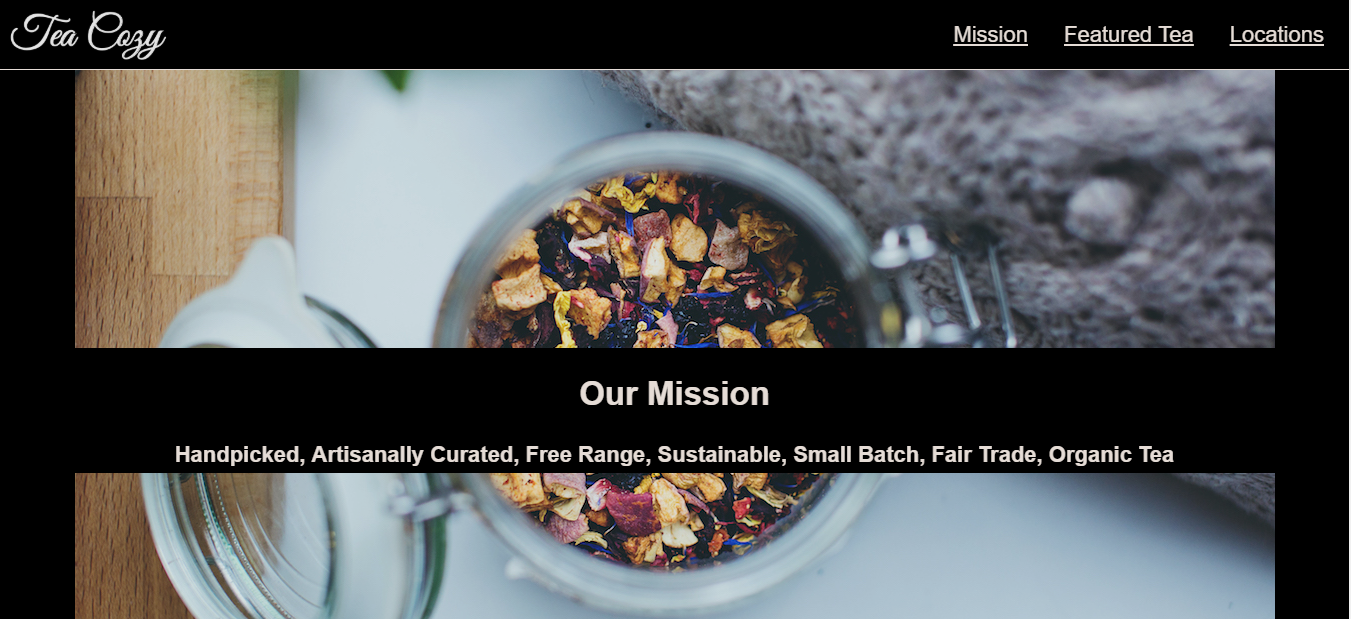 Tea Cozy
Mission Featured Tea Locations
Our Mission
Handpicked, Artisanally Curated, Free Range, Sustainable, Small Batch, Fair Trade, Organic Tea